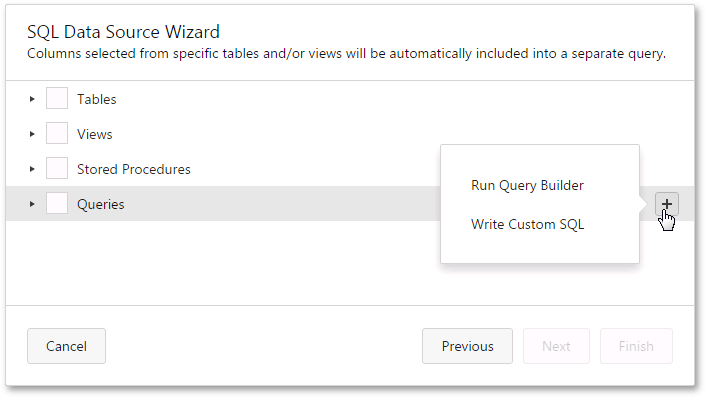 SQL Data Source Wizard
Columns selected from specific tables and/or views will be automatically included into a separate query.
Tables
Views
Stored Procedures
Queries
Run Query Builder
Write Custom SQL
Cancel
Previous
Next
Finish